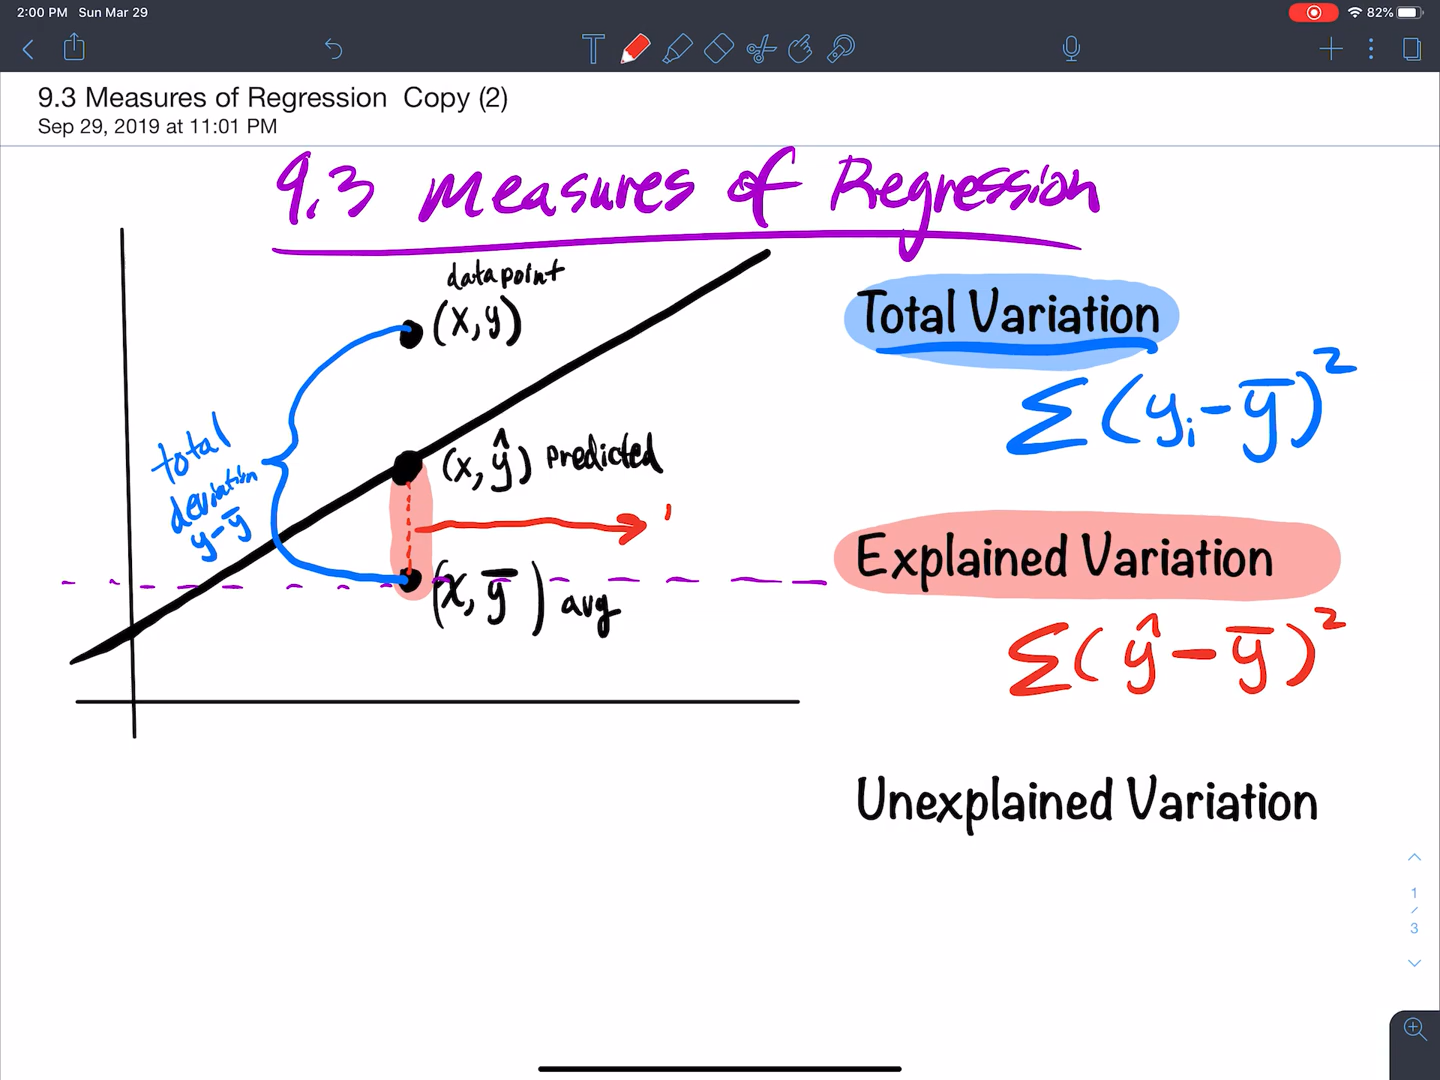 2:00 PM Sun Mar 29
82%
9.3 Measures of Regression Copy (2)
Sep 29, 2019 at 11:01 PM
9.3 Measures of Regression
datapoint
(x, y)
Total Variation
Σ(yᵢ-ȳ)²
total
deviation
y-ȳ
(x, ŷ) predicted
Explained Variation
(x, ȳ) avg
Σ(ŷ-ȳ)²
Unexplained Variation
1
/
3